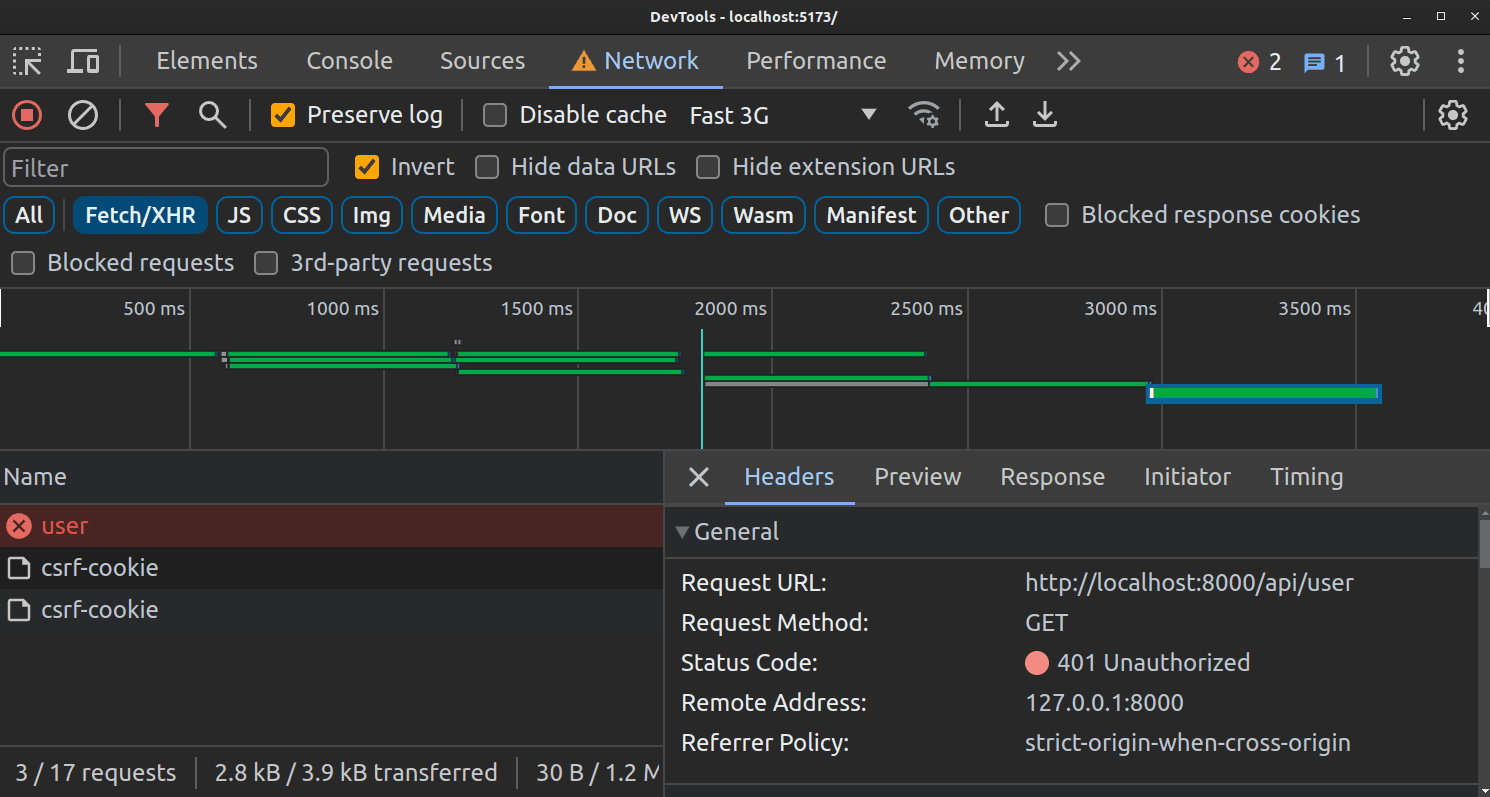 DevTools - localhost:5173/
Elements Console Sources Network Performance Memory 2 1
Preserve log Disable cache Fast 3G
Filter Invert Hide data URLs Hide extension URLs
All Fetch/XHR JS CSS Img Media Font Doc WS Wasm Manifest Other Blocked response cookies
Blocked requests 3rd-party requests
500 ms 1000 ms 1500 ms 2000 ms 2500 ms 3000 ms 3500 ms
Name
user
csrf-cookie
csrf-cookie
3 / 17 requests 2.8 kB / 3.9 kB transferred 30 B / 1.2 M
Headers Preview Response Initiator Timing
General
Request URL: http://localhost:8000/api/user
Request Method: GET
Status Code: 401 Unauthorized
Remote Address: 127.0.0.1:8000
Referrer Policy: strict-origin-when-cross-origin